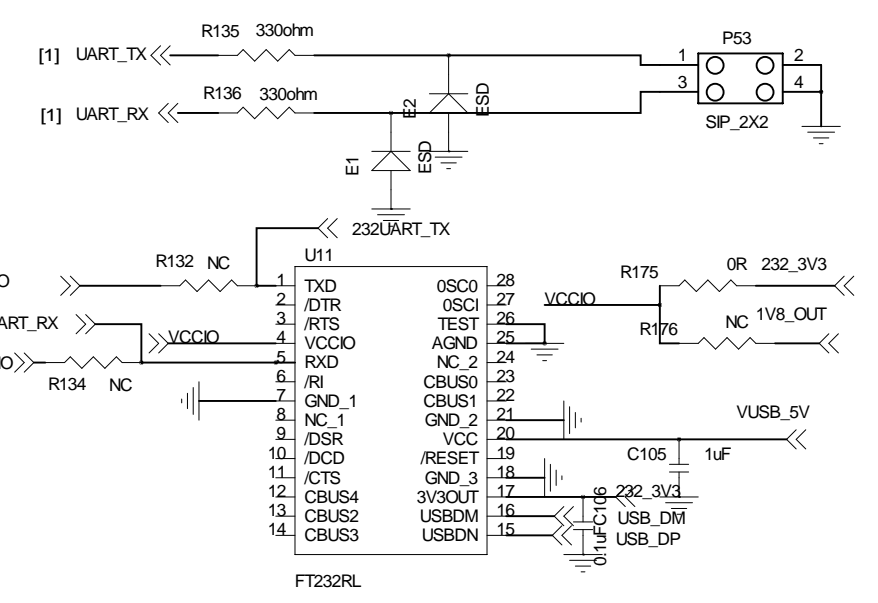 R135 330ohm
P53
[1] UART_TX
1
2
R136 330ohm
3
4
[1] UART_RX
E2
ESD
SIP_2X2
E1
ESD
232UART_TX
U11
R132 NC
R175
0R 232_3V3
O
1 TXD
0SC0 28
2 /DTR
0SCI 27
VCCIO
ART_RX
3 /RTS
TEST 26
R176
NC
1V8_OUT
VCCIO
4 VCCIO
AGND 25
IO
5 RXD
NC_2 24
R134 NC
6 /RI
CBUS0 23
7 GND_1
CBUS1 22
8 NC_1
GND_2 21
VUSB_5V
9 /DSR
VCC 20
10 /DCD
/RESET 19
C105 1uF
11 /CTS
GND_3 18
12 CBUS4
3V3OUT 17
232_3V3
13 CBUS2
USBDM 16
USB_DM
14 CBUS3
USBDN 15
USB_DP
0.1uF
C106
FT232RL